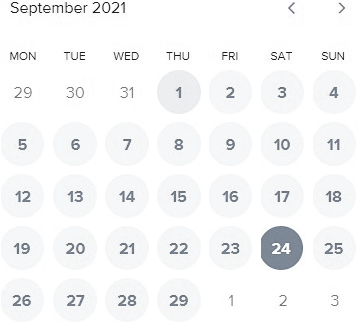 September 2021
MON TUE WED THU FRI SAT SUN
29 30 31 1 2 3 4
5 6 7 8 9 10 11
12 13 14 15 16 17 18
19 20 21 22 23 24 25
26 27 28 29 1 2 3